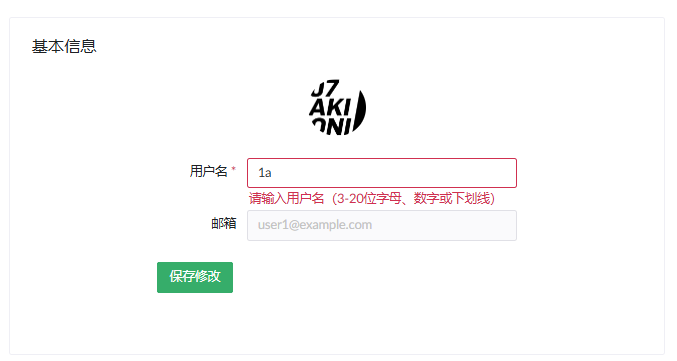 基本信息
J7
AKI
ONI
用户名 *
1a
请输入用户名（3-20位字母、数字或下划线）
邮箱
user1@example.com
保存修改